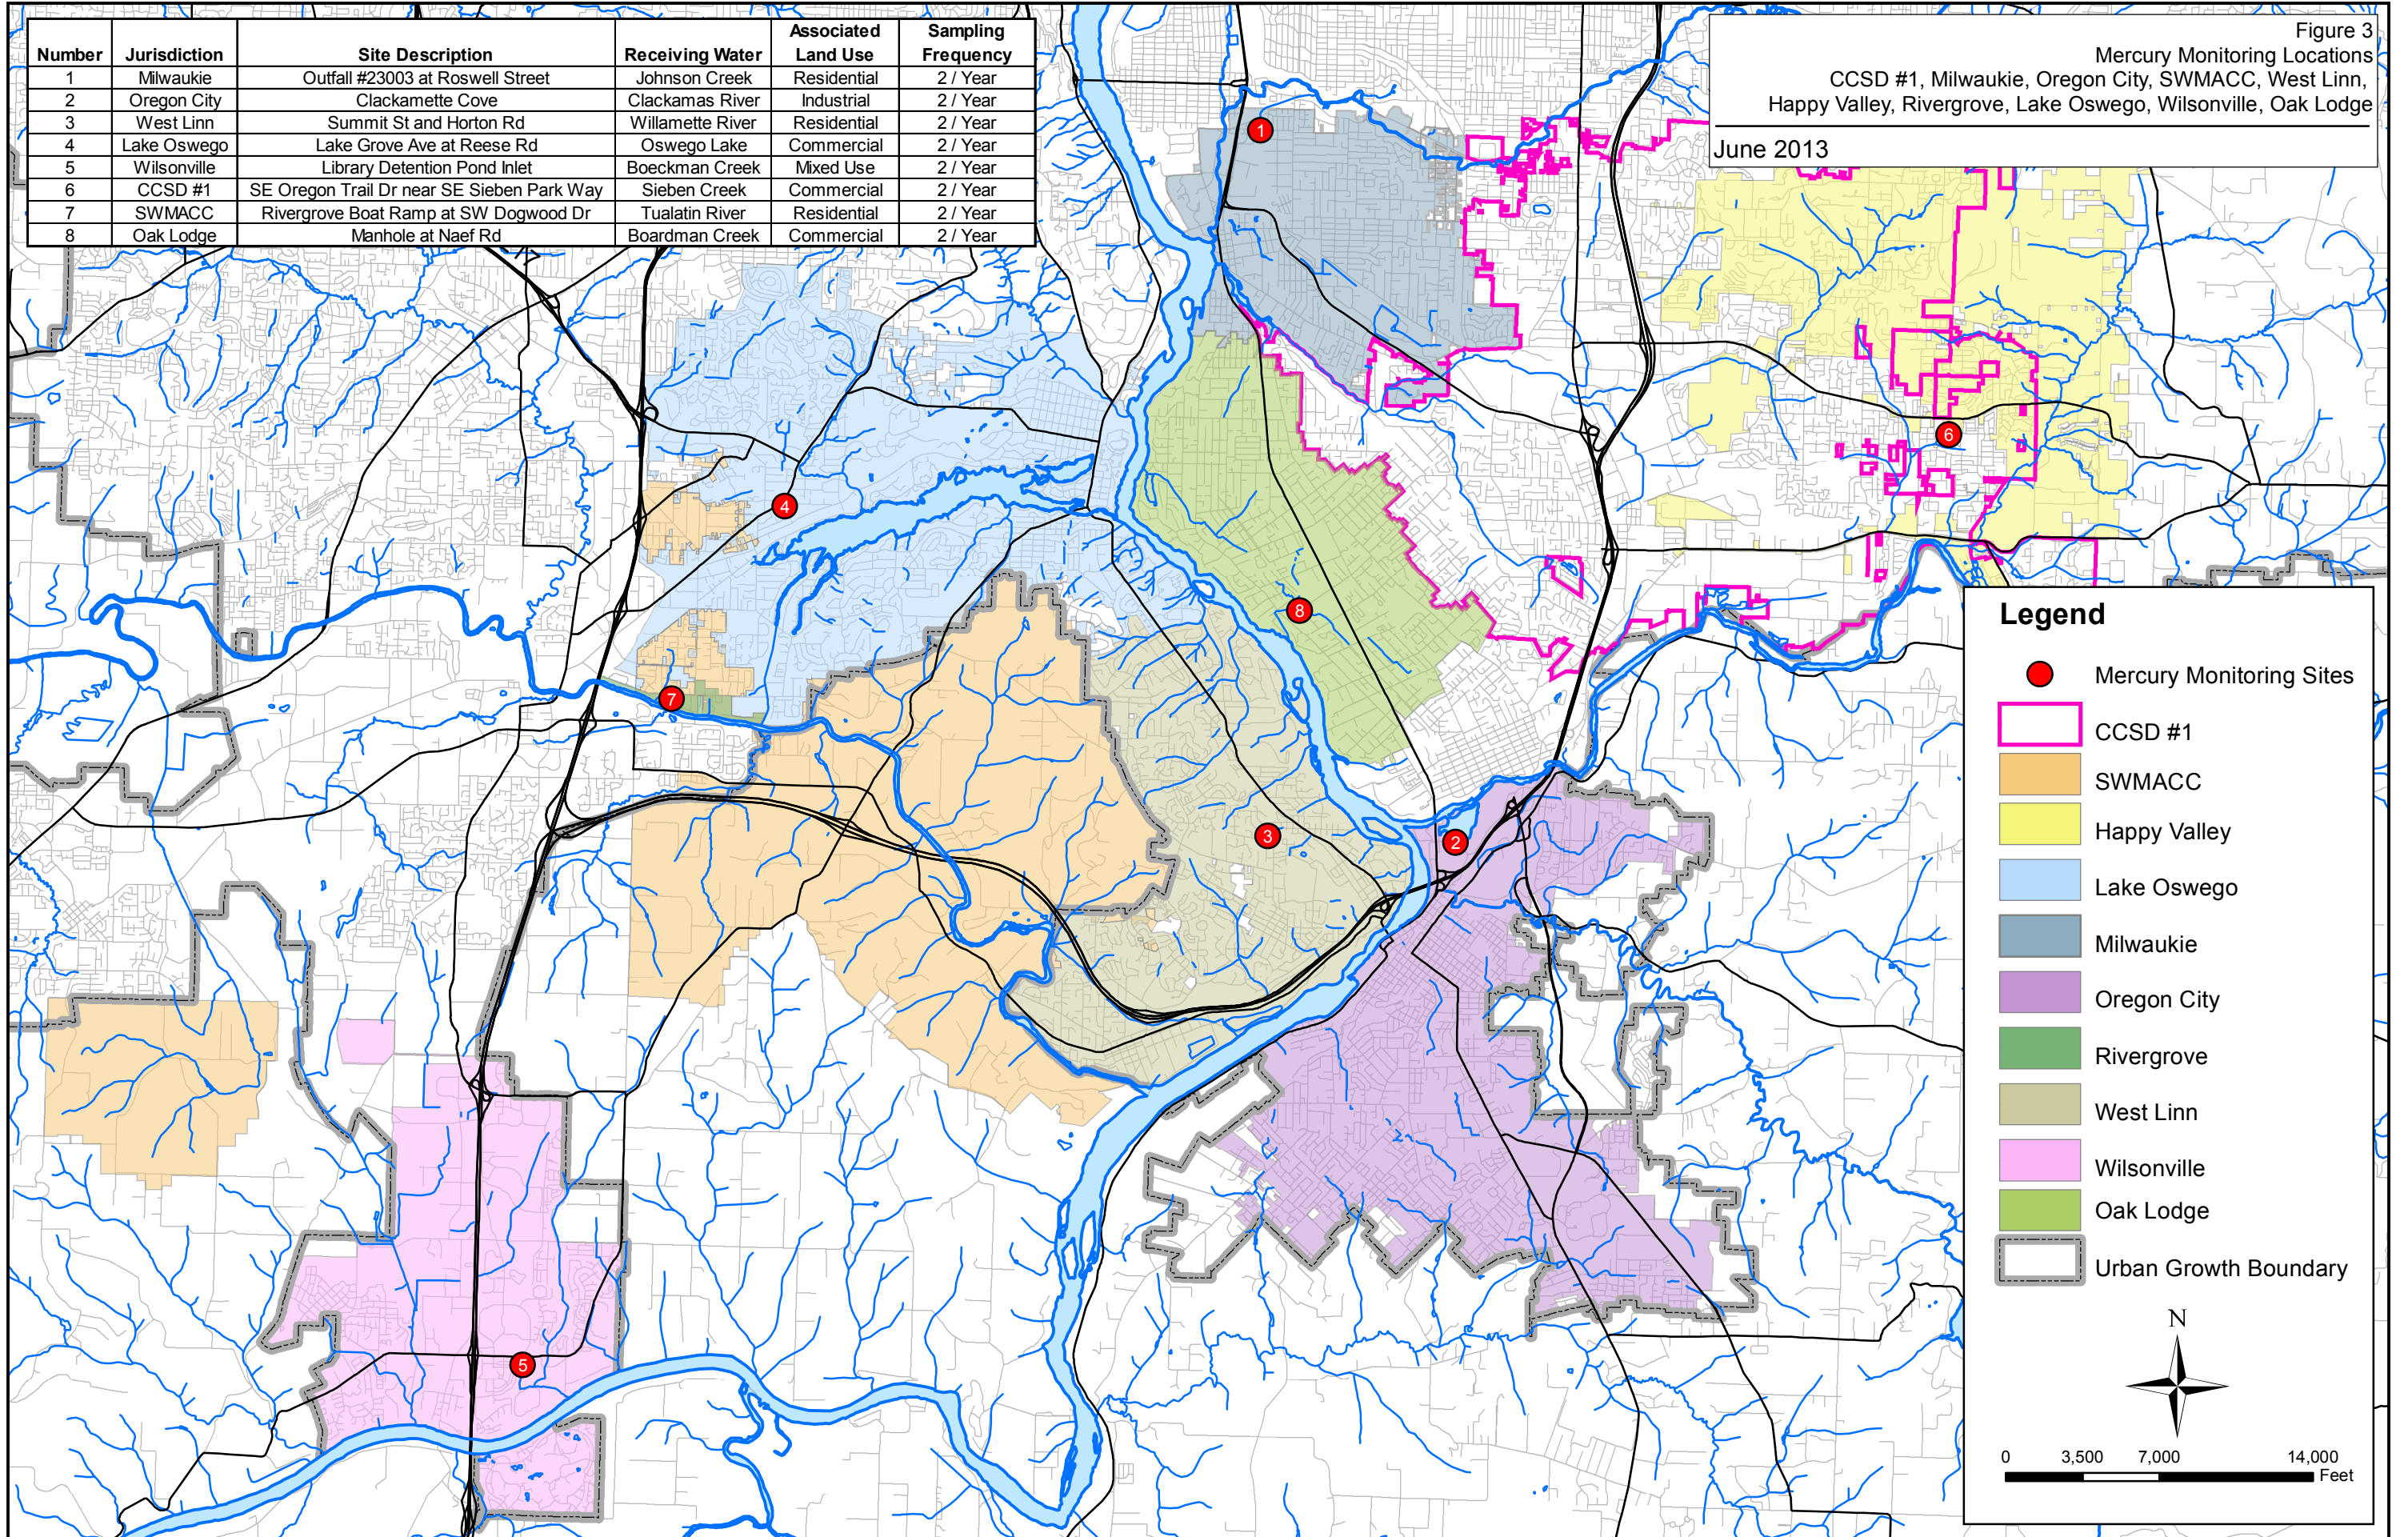 Number Jurisdiction Site Description Receiving Water Associated Land Use Sampling Frequency
1 Milwaukie Outfall #23003 at Roswell Street Johnson Creek Residential 2 / Year
2 Oregon City Clackamette Cove Clackamas River Industrial 2 / Year
3 West Linn Summit St and Horton Rd Willamette River Residential 2 / Year
4 Lake Oswego Lake Grove Ave at Reese Rd Oswego Lake Commercial 2 / Year
5 Wilsonville Library Detention Pond Inlet Boeckman Creek Mixed Use 2 / Year
6 CCSD #1 SE Oregon Trail Dr near SE Sieben Park Way Sieben Creek Commercial 2 / Year
7 SWMACC Rivergrove Boat Ramp at SW Dogwood Dr Tualatin River Residential 2 / Year
8 Oak Lodge Manhole at Naef Rd Boardman Creek Commercial 2 / Year
Figure 3
Mercury Monitoring Locations
CCSD #1, Milwaukie, Oregon City, SWMACC, West Linn,
Happy Valley, Rivergrove, Lake Oswego, Wilsonville, Oak Lodge
June 2013
1
6
4
8
7
3
2
5
Legend
Mercury Monitoring Sites
CCSD #1
SWMACC
Happy Valley
Lake Oswego
Milwaukie
Oregon City
Rivergrove
West Linn
Wilsonville
Oak Lodge
Urban Growth Boundary
N
0 3,500 7,000 14,000
Feet